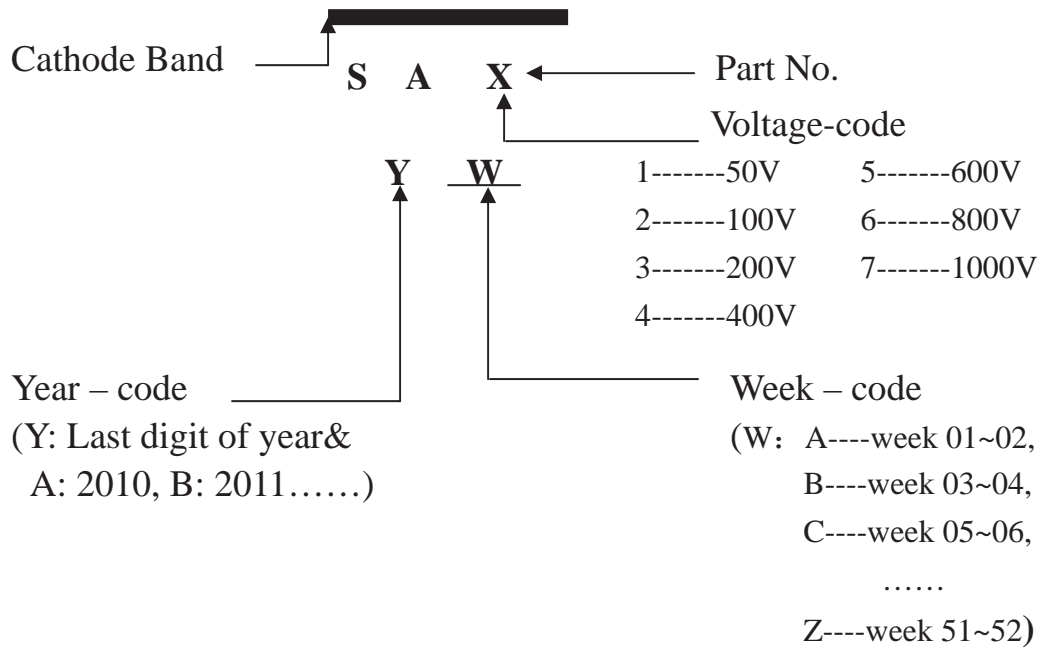 Cathode Band
S A X
Part No.
Voltage-code
Y W
1-------50V 5-------600V
2-------100V 6-------800V
3-------200V 7-------1000V
4-------400V
Year – code
(Y: Last digit of year&
A: 2010, B: 2011……)
Week – code
(W：A----week 01~02,
B----week 03~04,
C----week 05~06,
……
Z----week 51~52)